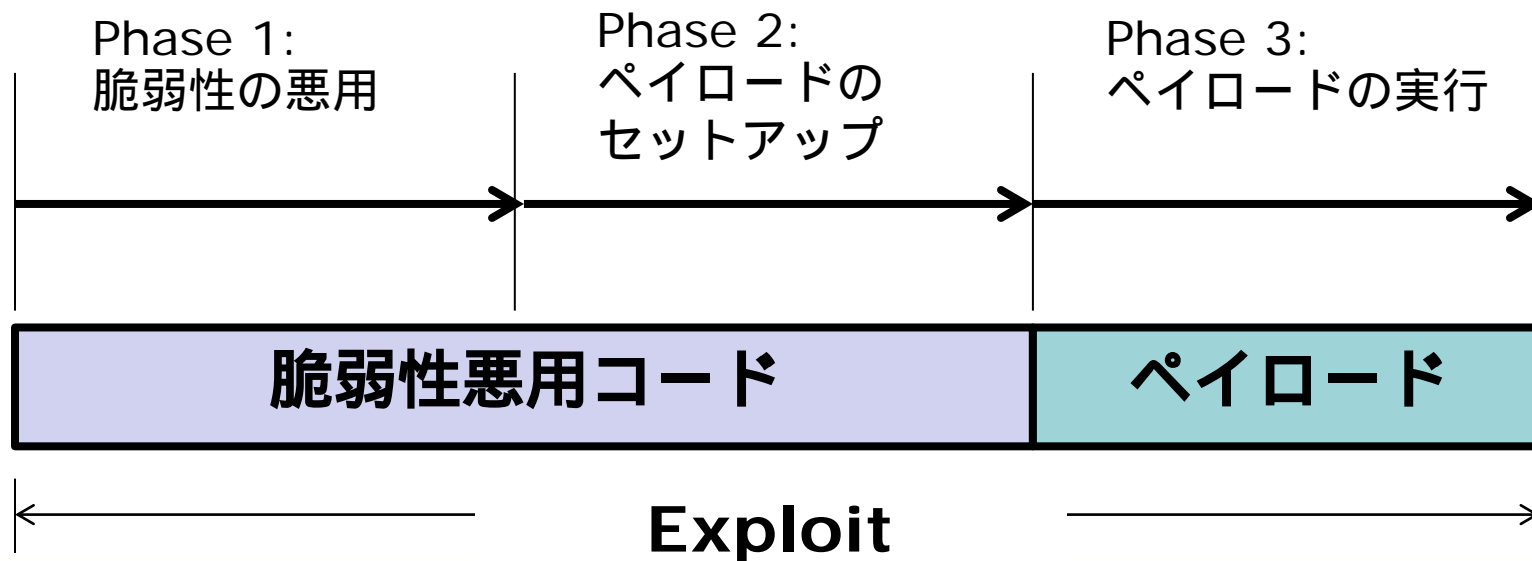 Phase 1:
脆弱性の悪用
Phase 2:
ペイロードの
セットアップ
Phase 3:
ペイロードの実行
脆弱性悪用コード
ペイロード
Exploit